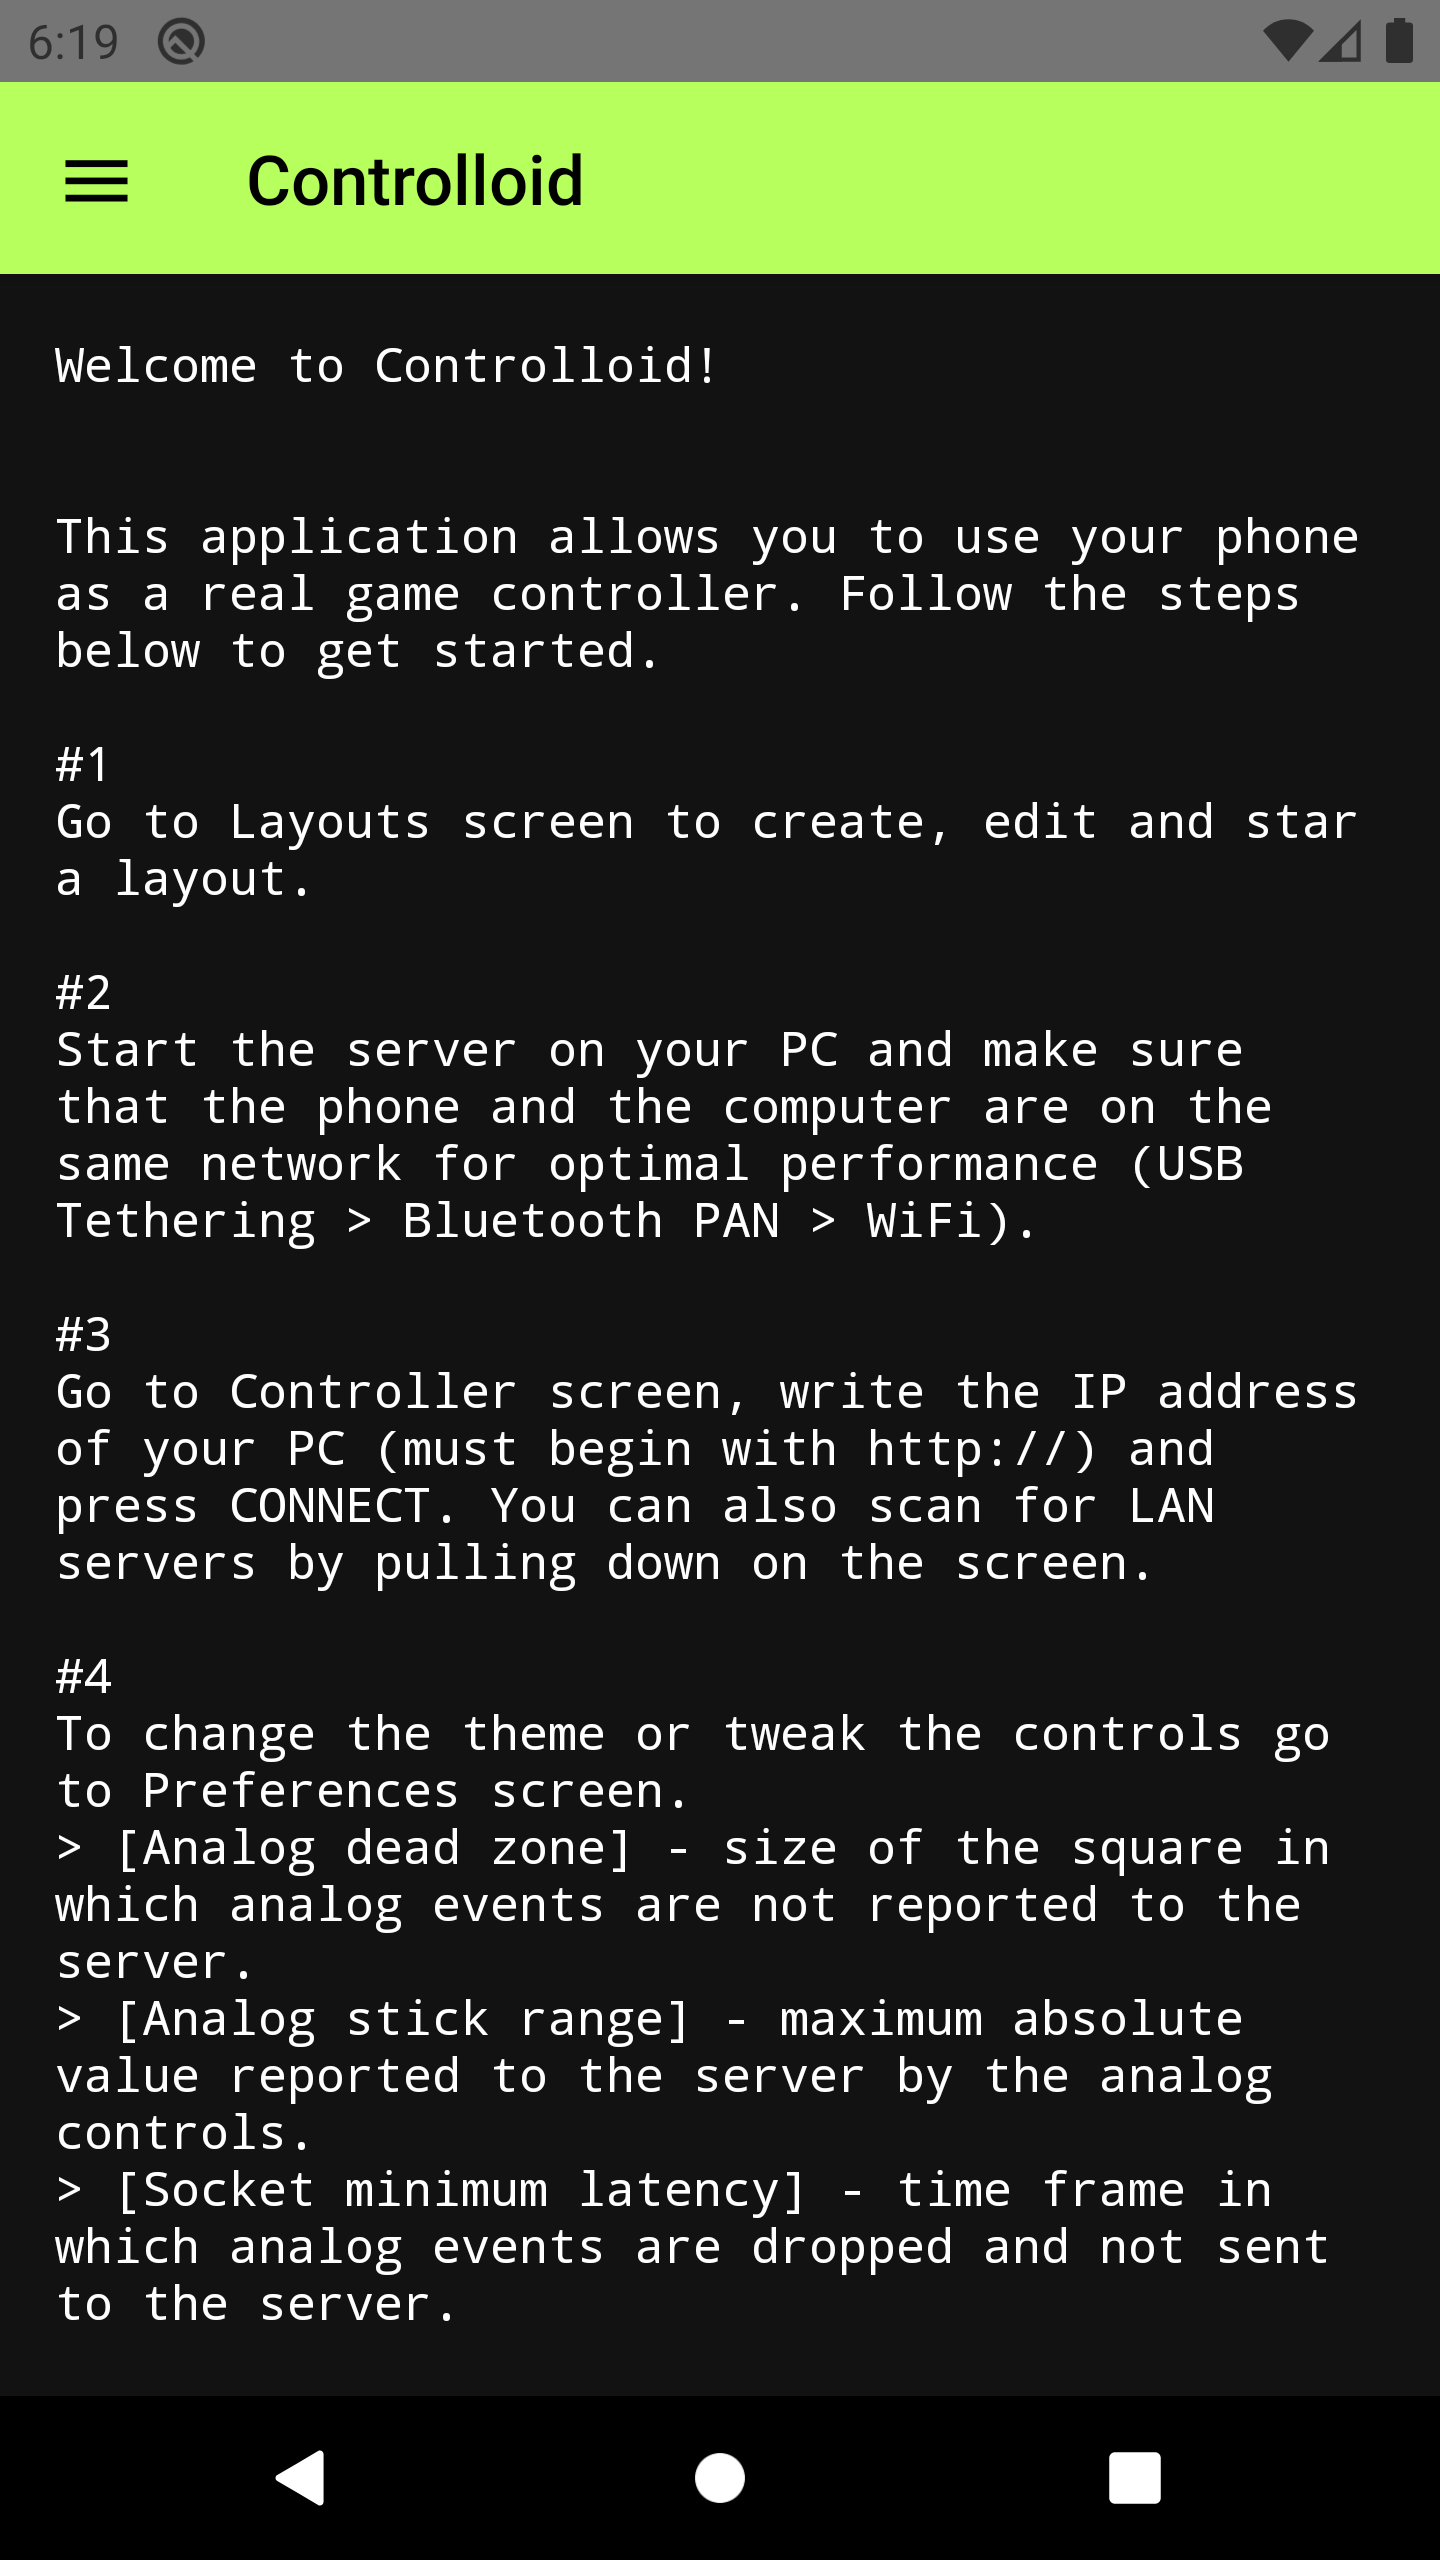 6:19
Controlloid
Welcome to Controlloid!
This application allows you to use your phone
as a real game controller. Follow the steps
below to get started.
#1
Go to Layouts screen to create, edit and star
a layout.
#2
Start the server on your PC and make sure
that the phone and the computer are on the
same network for optimal performance (USB
Tethering > Bluetooth PAN > WiFi).
#3
Go to Controller screen, write the IP address
of your PC (must begin with http://) and
press CONNECT. You can also scan for LAN
servers by pulling down on the screen.
#4
To change the theme or tweak the controls go
to Preferences screen.
> [Analog dead zone] - size of the square in
which analog events are not reported to the
server.
> [Analog stick range] - maximum absolute
value reported to the server by the analog
controls.
> [Socket minimum latency] - time frame in
which analog events are dropped and not sent
to the server.